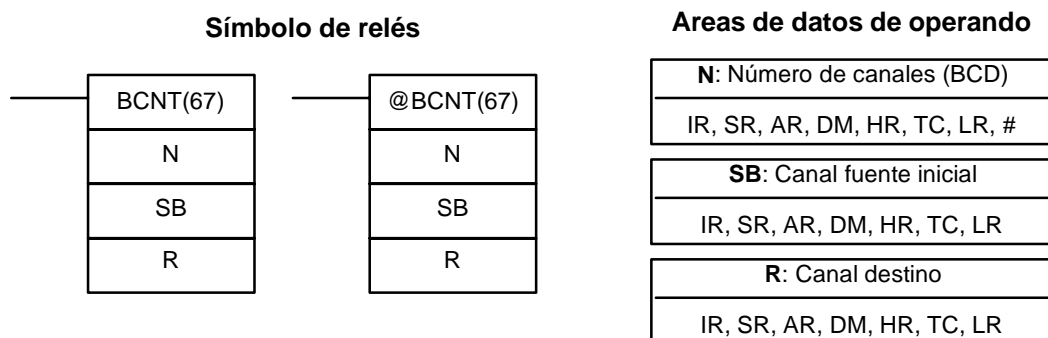 Símbolo de relés
BCNT(67)
N
SB
R
@BCNT(67)
N
SB
R
Areas de datos de operando
N: Número de canales (BCD)
IR, SR, AR, DM, HR, TC, LR, #
SB: Canal fuente inicial
IR, SR, AR, DM, HR, TC, LR
R: Canal destino
IR, SR, AR, DM, HR, TC, LR